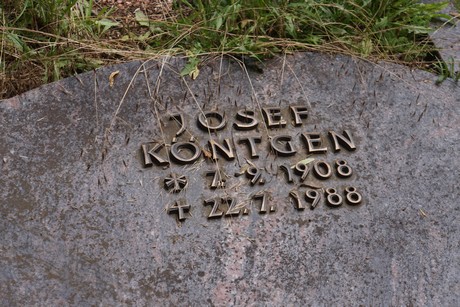 JOSEF
KÖNTGEN
* 7. 9. 1908
+ 22. 7. 1988